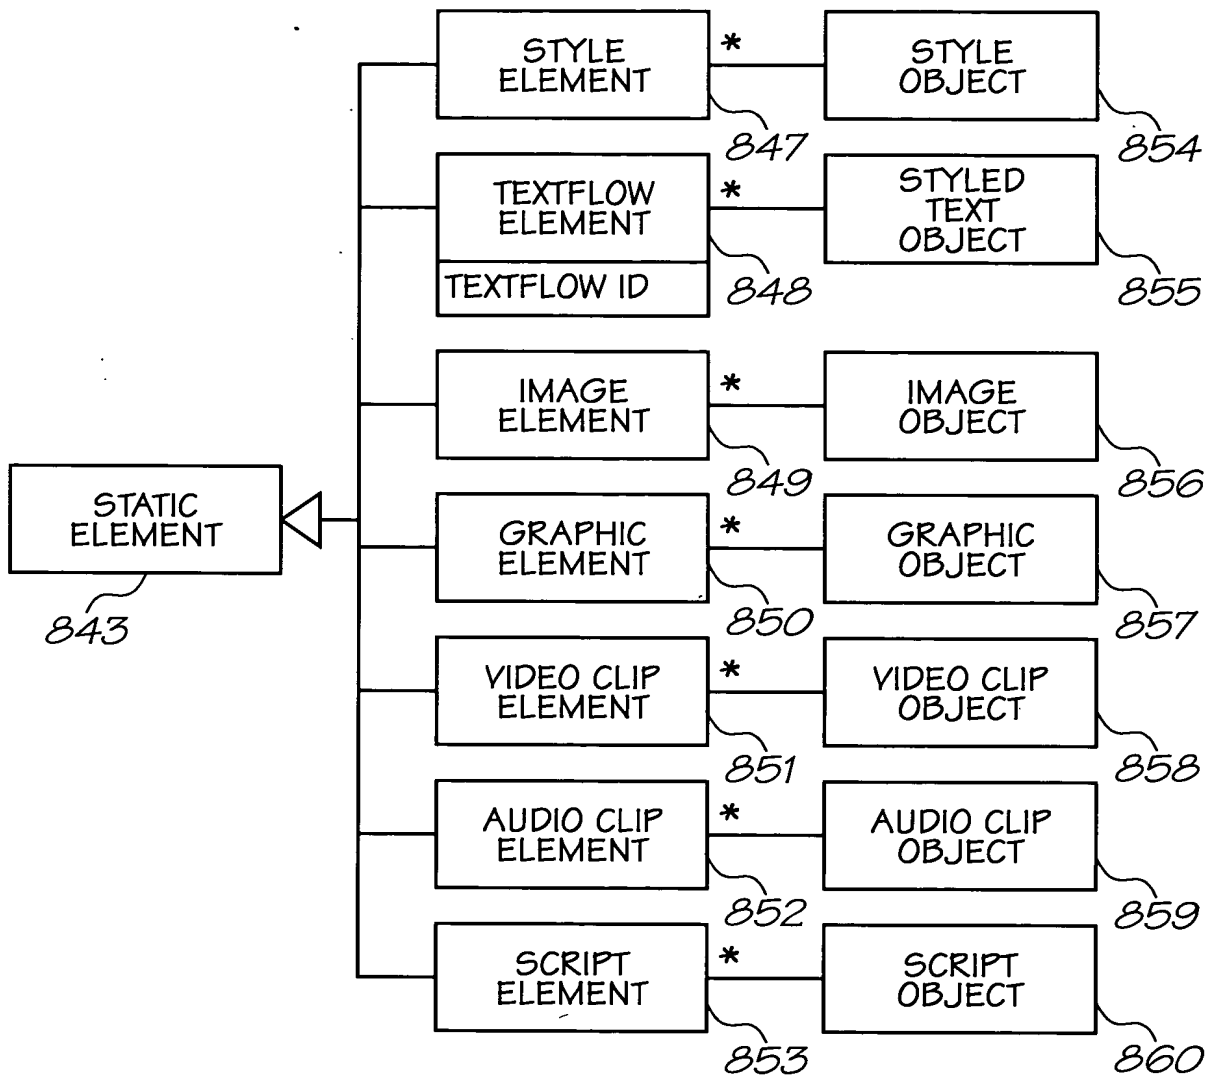 STYLE
ELEMENT
*
STYLE
OBJECT
847
854
TEXTFLOW
ELEMENT
*
STYLED
TEXT
OBJECT
TEXTFLOW ID
848
855
IMAGE
ELEMENT
*
IMAGE
OBJECT
849
856
STATIC
ELEMENT
843
GRAPHIC
ELEMENT
*
GRAPHIC
OBJECT
850
857
VIDEO CLIP
ELEMENT
*
VIDEO CLIP
OBJECT
851
858
AUDIO CLIP
ELEMENT
*
AUDIO CLIP
OBJECT
852
859
SCRIPT
ELEMENT
*
SCRIPT
OBJECT
853
860